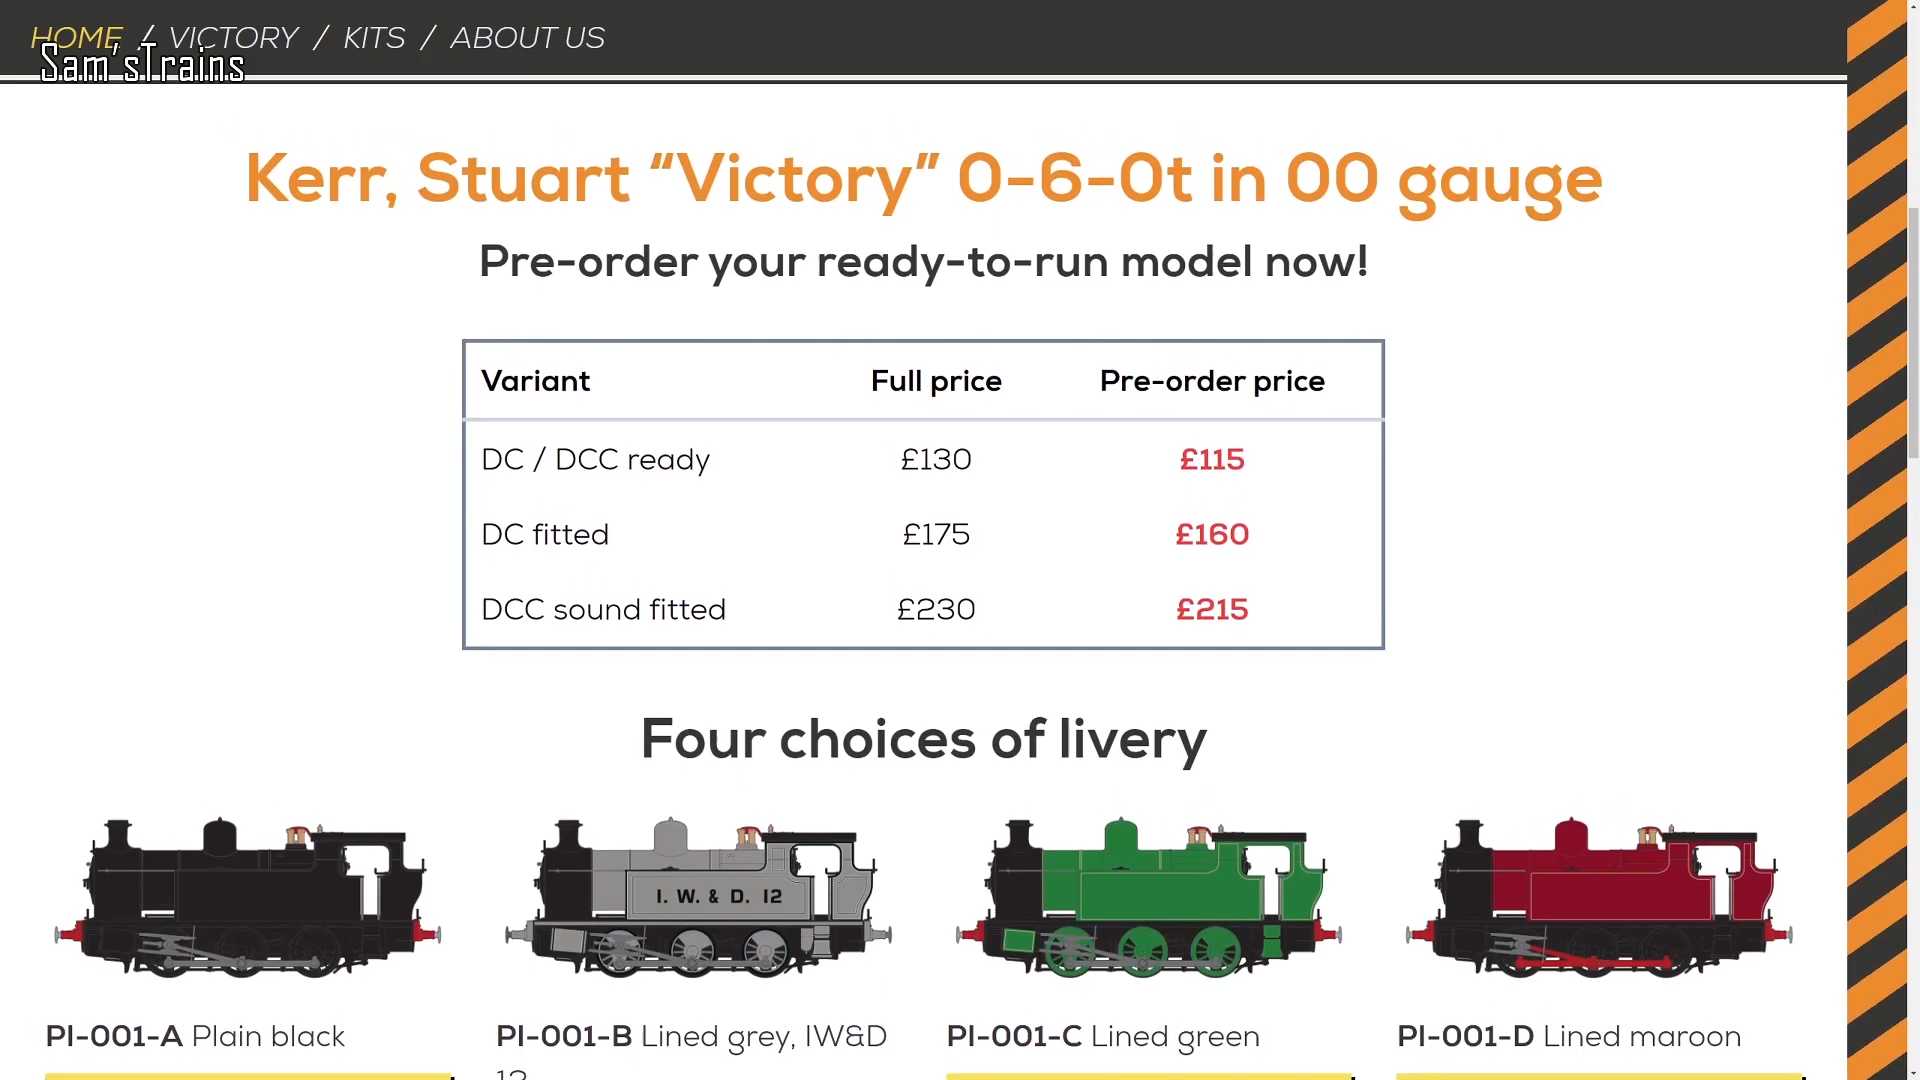 HOME / VICTORY / KITS / ABOUT US
Sam'sTrains
Kerr, Stuart “Victory” 0-6-0t in 00 gauge
Pre-order your ready-to-run model now!
Variant Full price Pre-order price
DC / DCC ready £130 £115
DC fitted £175 £160
DCC sound fitted £230 £215
Four choices of livery
I. W. & D. 12
PI-001-A Plain black
PI-001-B Lined grey, IW&D
12
PI-001-C Lined green
PI-001-D Lined maroon